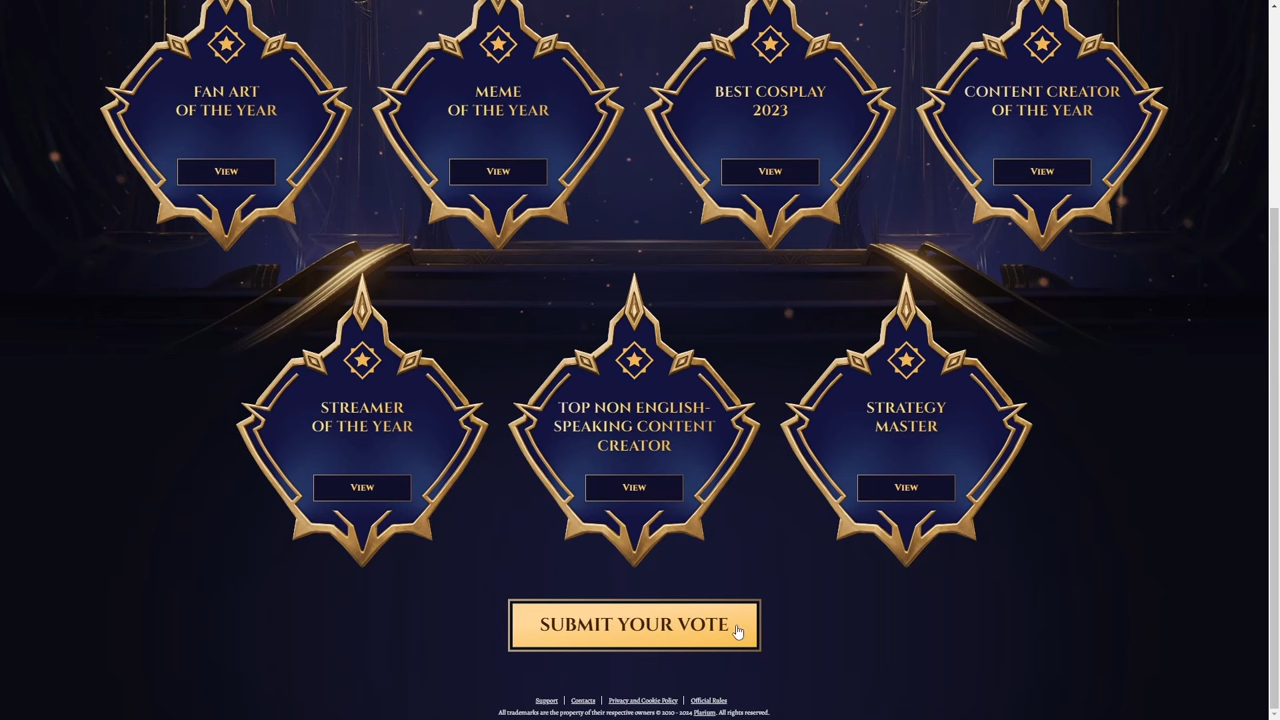 FAN ART
OF THE YEAR
MEME
OF THE YEAR
BEST COSPLAY
2023
CONTENT CREATOR
OF THE YEAR
VIEW
VIEW
VIEW
VIEW
STREAMER
OF THE YEAR
TOP NON ENGLISH-
SPEAKING CONTENT
CREATOR
STRATEGY
MASTER
VIEW
VIEW
VIEW
SUBMIT YOUR VOTE
Support | Contacts | Privacy and Cookie Policy | Official Rules
All trademarks are the property of their respective owners © 2010 - 2024 Plarium. All rights reserved.